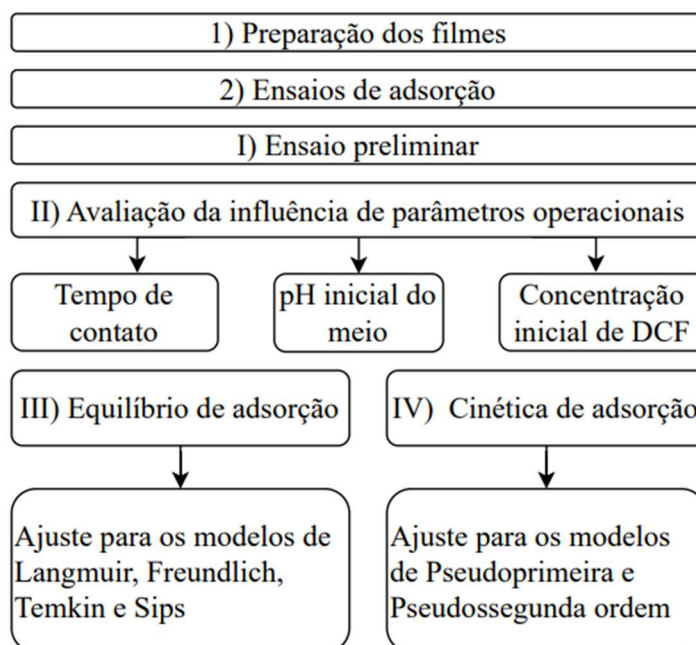 1) Preparação dos filmes
2) Ensaios de adsorção
I) Ensaio preliminar
II) Avaliação da influência de parâmetros operacionais
Tempo de
contato
pH inicial do
meio
Concentração
inicial de DCF
III) Equilíbrio de adsorção
IV) Cinética de adsorção
Ajuste para os modelos de
Langmuir, Freundlich,
Temkin e Sips
Ajuste para os modelos
de Pseudoprimeira e
Pseudossegunda ordem